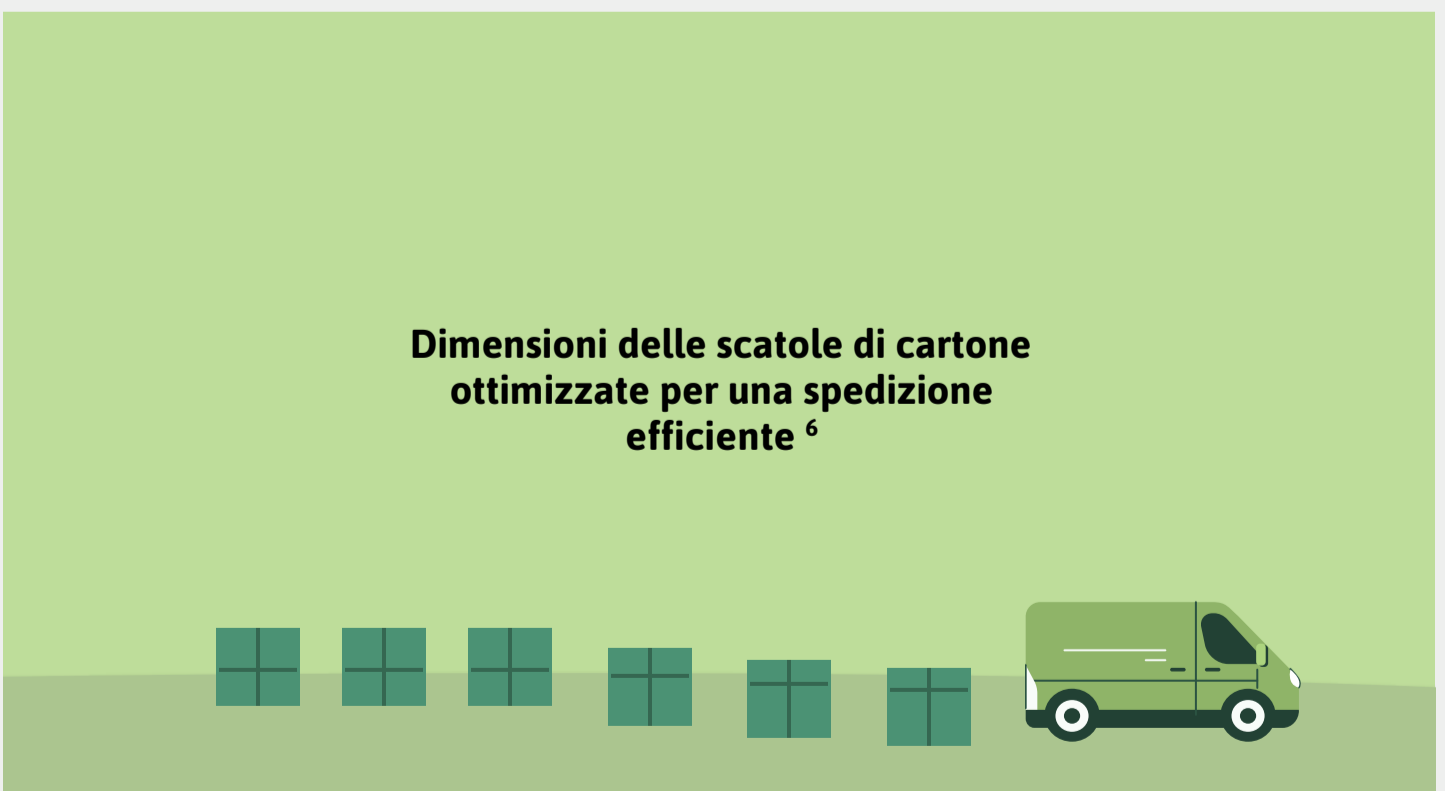 Dimensioni delle scatole di cartone
ottimizzate per una spedizione
efficiente ⁶